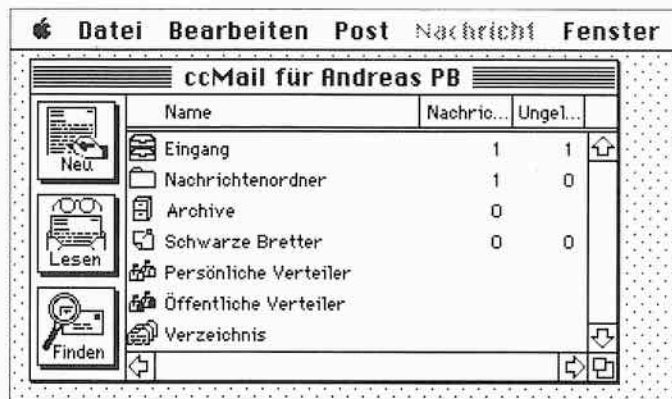 Datei Bearbeiten Post Nachricht Fenster
ccMail für Andreas PB
Name Nachric... Ungel...
Neu
Eingang 1 1
Nachrichtenordner 1 0
Archive 0
Lesen
Schwarze Bretter 0 0
Persönliche Verteiler
Öffentliche Verteiler
Finden
Verzeichnis